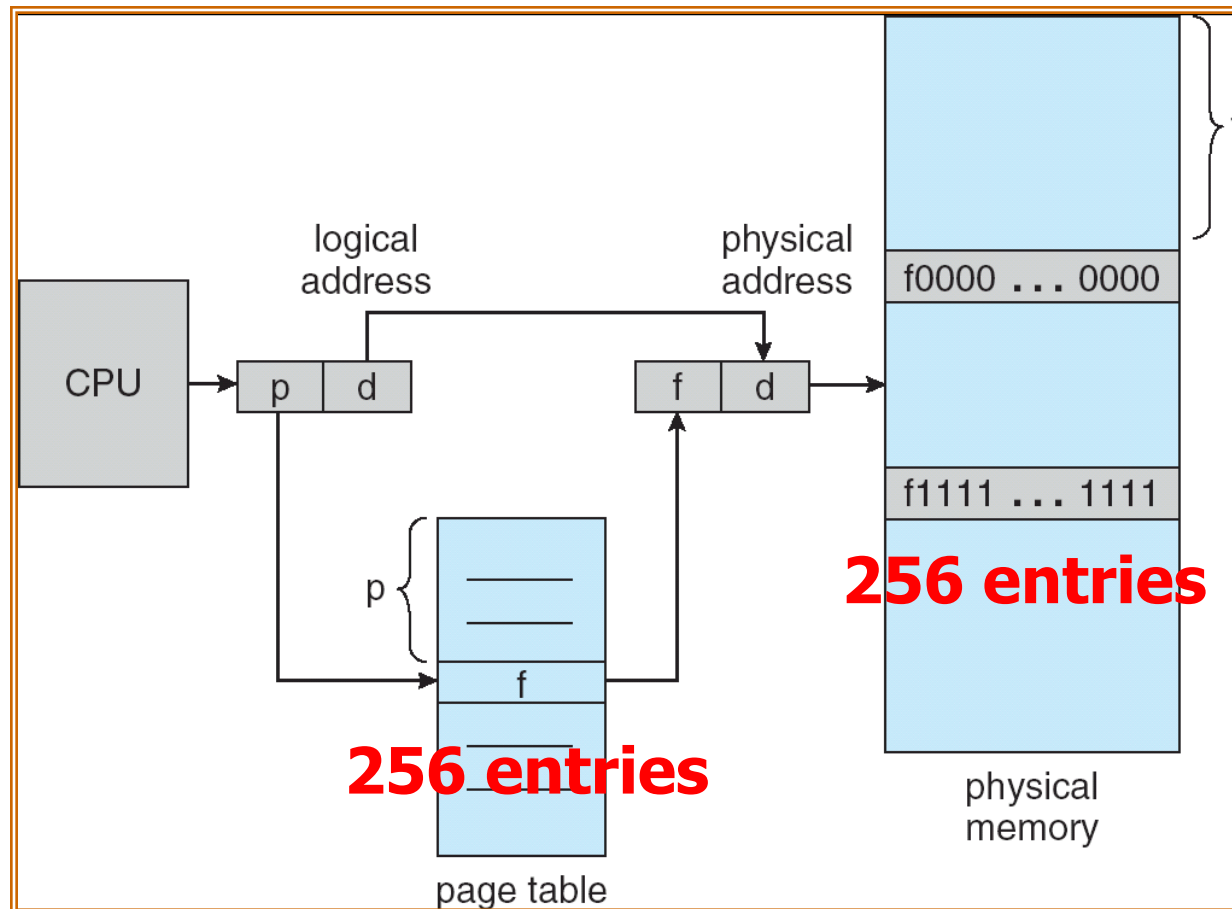 logical
address
physical
address
CPU
p
d
f
d
f0000 ... 0000
f1111 ... 1111
256 entries
p
f
256 entries
page table
physical
memory